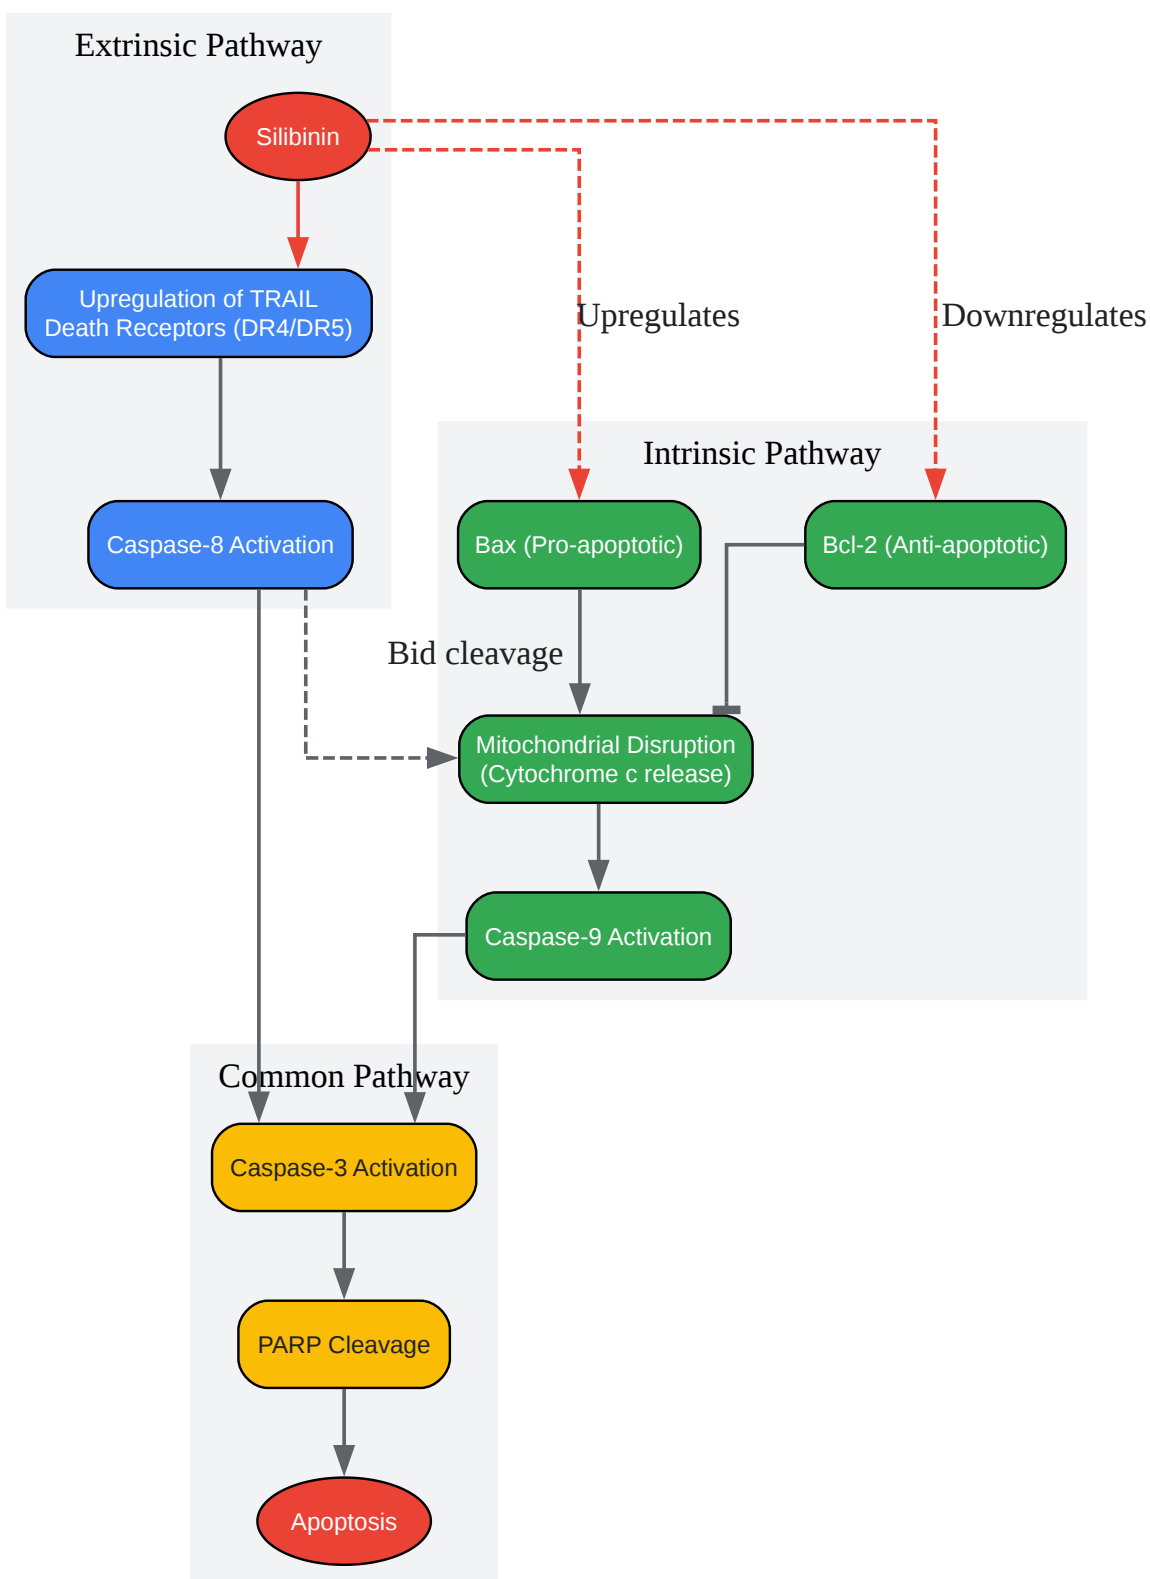 Extrinsic Pathway
Silibinin
Upregulation of TRAIL
Death Receptors (DR4/DR5)
Upregulates
Downregulates
Intrinsic Pathway
Caspase-8 Activation
Bax (Pro-apoptotic)
Bcl-2 (Anti-apoptotic)
Bid cleavage
Mitochondrial Disruption
(Cytochrome c release)
Caspase-9 Activation
Common Pathway
Caspase-3 Activation
PARP Cleavage
Apoptosis